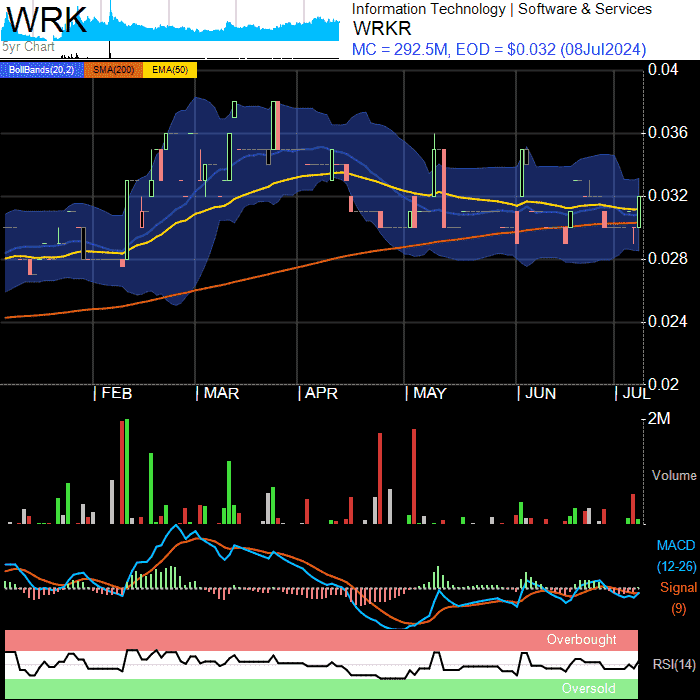 WRK
5yr Chart
Information Technology | Software & Services
WRKR
MC = 292.5M, EOD = $0.032 (08Jul2024)
BollBands(20,2) SMA(200) EMA(50)
0.04
0.036
0.032
0.028
0.024
0.02
| FEB | MAR | APR | MAY | JUN | JUL
2M
Volume
MACD
(12-26)
Signal
(9)
Overbought
RSI(14)
Oversold